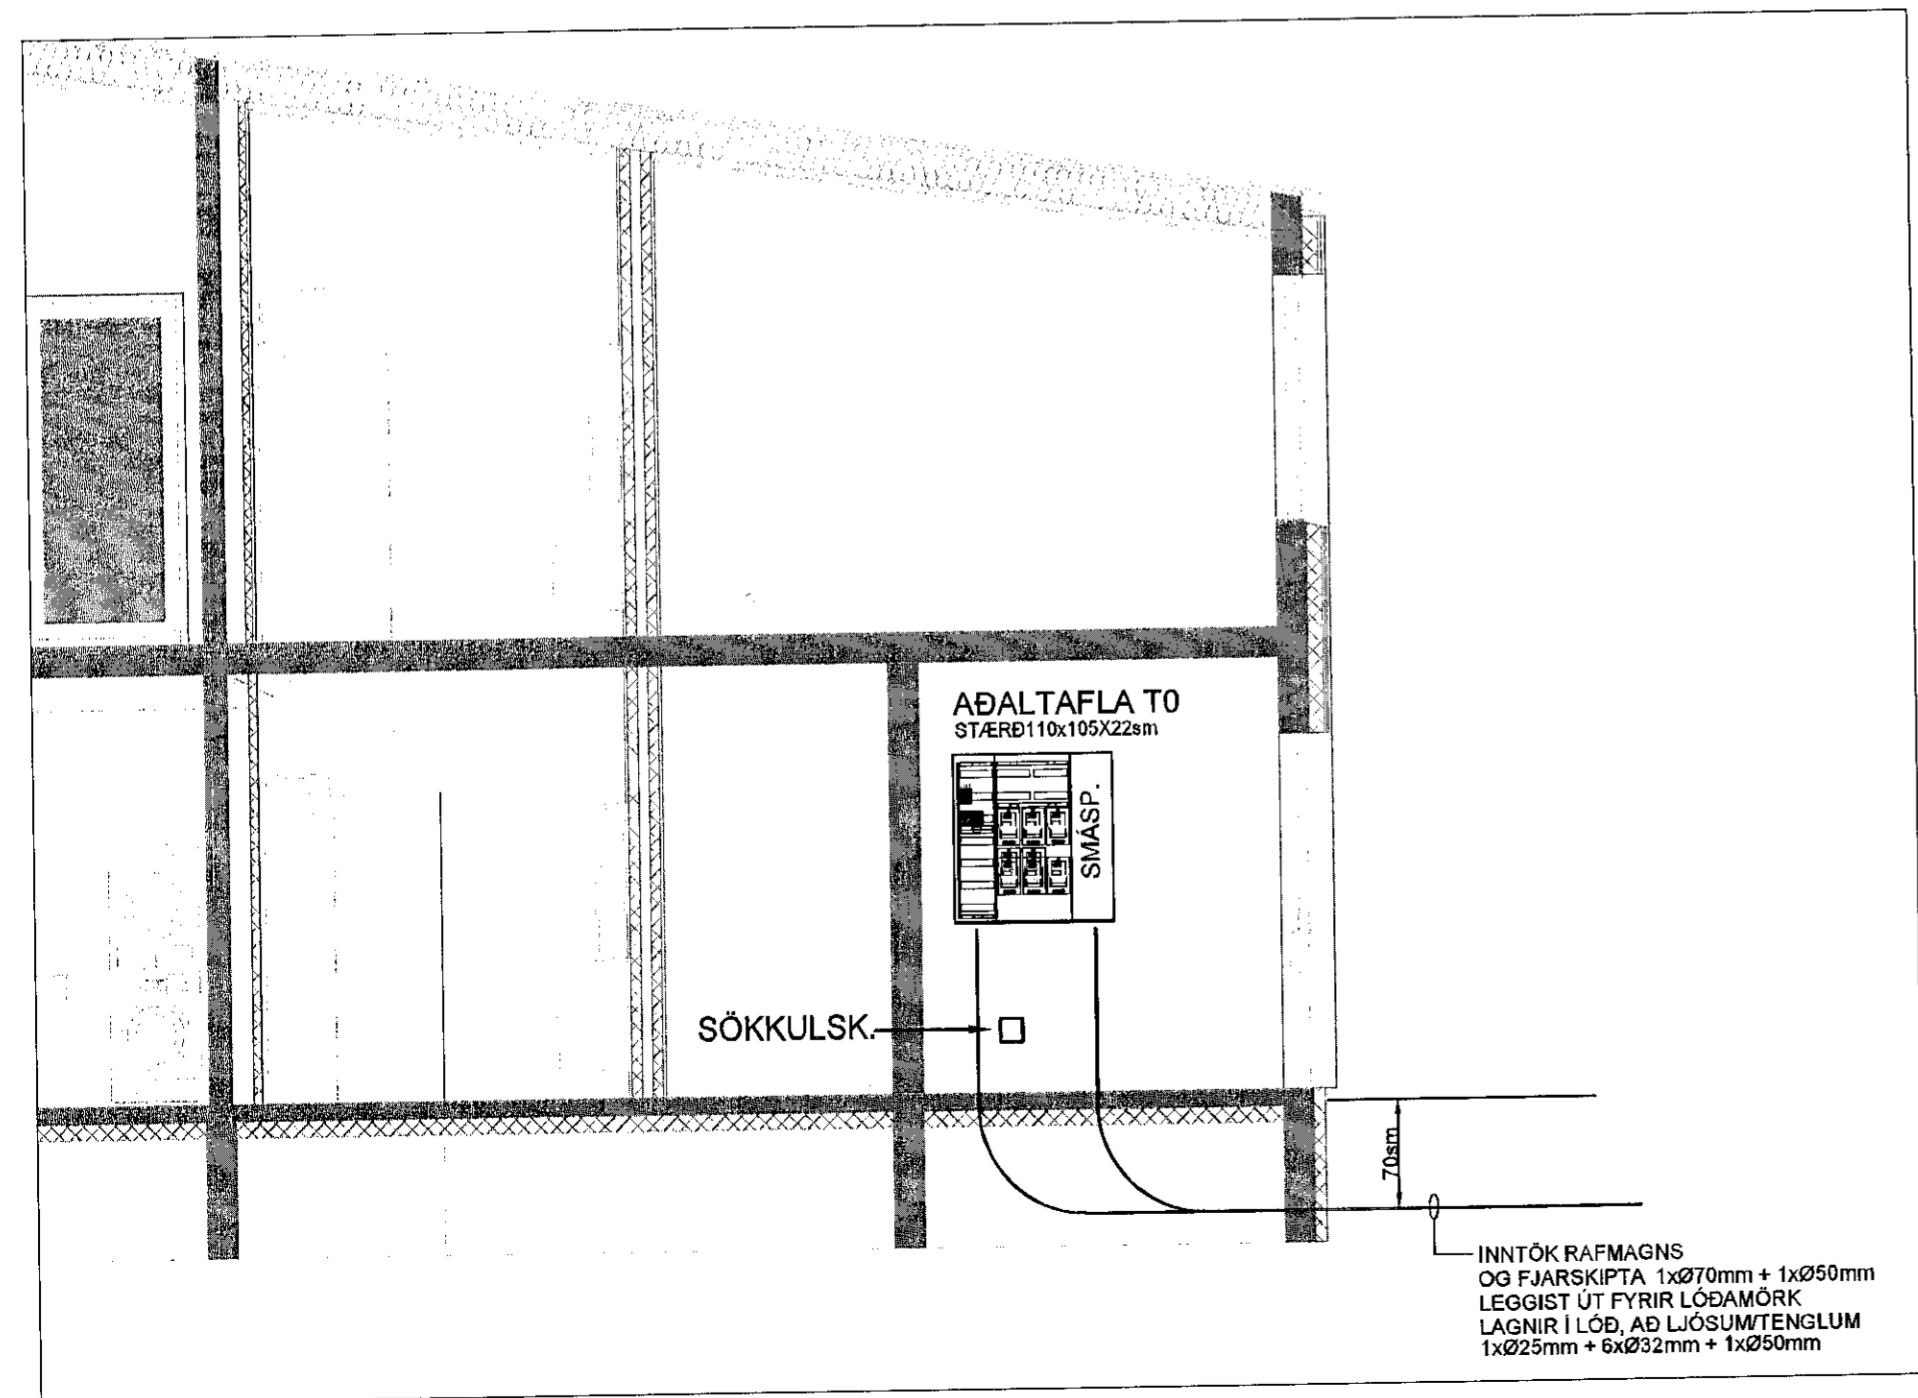 AÐALTAFLA T0
STÆRÐ110x105X22sm
SMÁSP.
SÖKKULSK.
70sm
INNTÖK RAFMAGNS
OG FJARSKIPTA 1xØ70mm + 1xØ50mm
LEGGIST ÚT FYRIR LÓÐAMÖRK
LAGNIR Í LÓÐ, AÐ LJÓSUM/TENGLUM
1xØ25mm + 6xØ32mm + 1xØ50mm